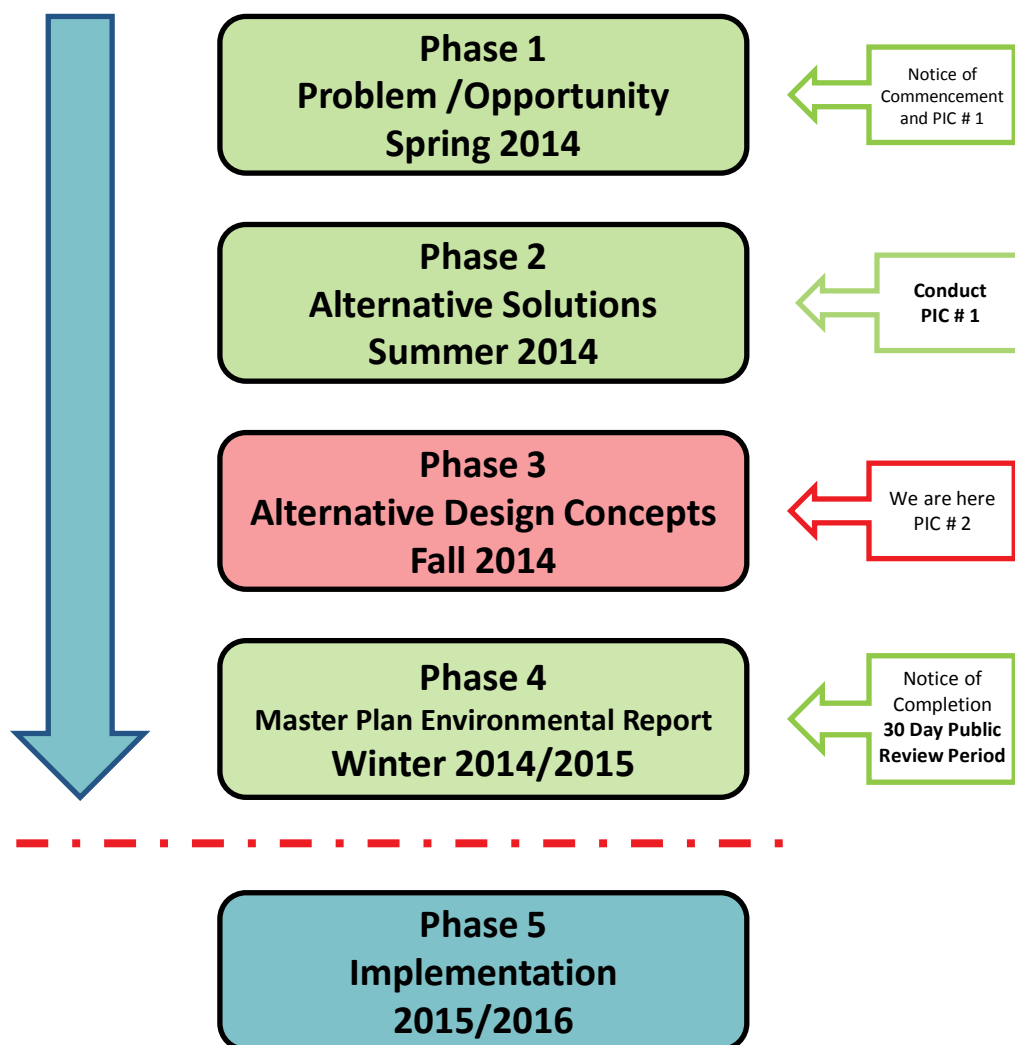 Phase 1
Problem /Opportunity
Spring 2014
Notice of
Commencement
and PIC # 1
Phase 2
Alternative Solutions
Summer 2014
Conduct
PIC # 1
Phase 3
Alternative Design Concepts
Fall 2014
We are here
PIC # 2
Phase 4
Master Plan Environmental Report
Winter 2014/2015
Notice of
Completion
30 Day Public
Review Period
Phase 5
Implementation
2015/2016